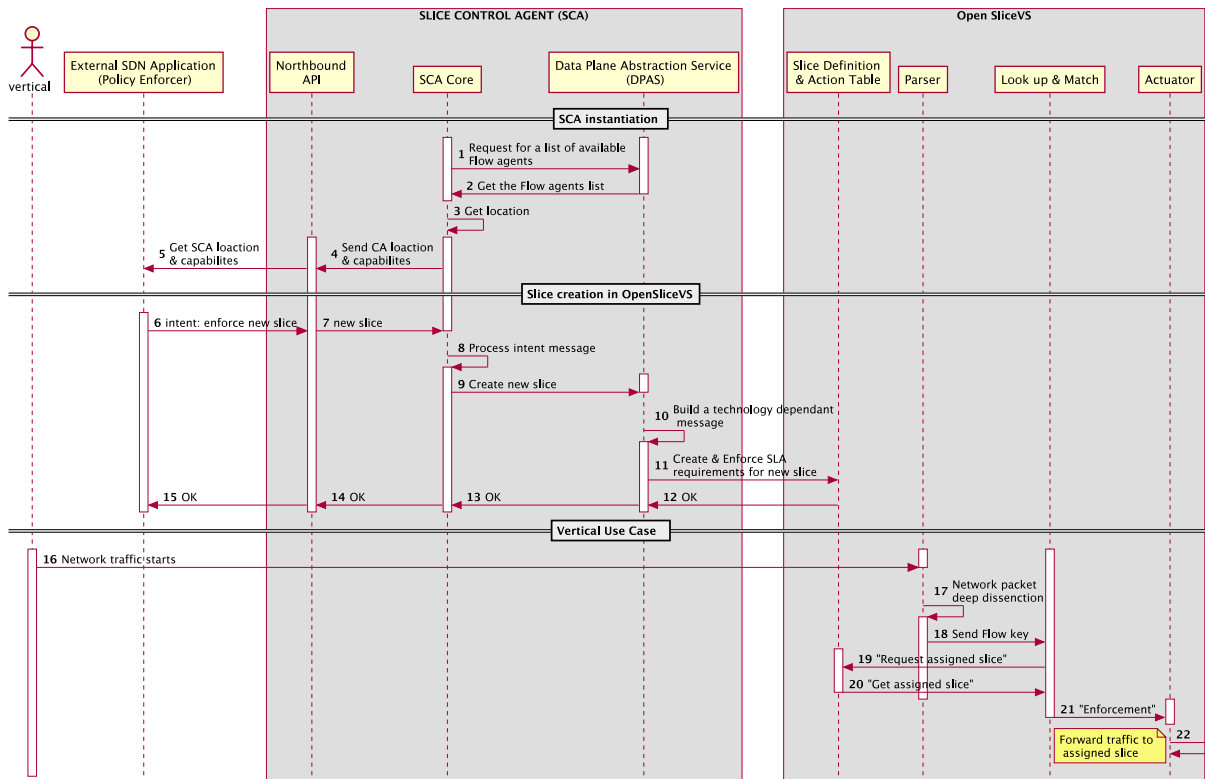 SLICE CONTROL AGENT (SCA)
Open SliceVS
vertical
External SDN Application
(Policy Enforcer)
Northbound
API
SCA Core
Data Plane Abstraction Service
(DPAS)
Slice Definition
& Action Table
Parser
Look up & Match
Actuator
SCA instantiation
1 Request for a list of available
Flow agents
2 Get the Flow agents list
3 Get location
4 Send CA loaction
& capabilites
5 Get SCA loaction
& capabilites
Slice creation in OpenSliceVS
6 intent: enforce new slice
7 new slice
8 Process intent message
9 Create new slice
10 Build a technology dependant
message
11 Create & Enforce SLA
requirements for new slice
15 OK
14 OK
13 OK
12 OK
Vertical Use Case
16 Network traffic starts
17 Network packet
deep dissenction
18 Send Flow key
19 "Request assigned slice"
20 "Get assigned slice"
21 "Enforcement"
Forward traffic to
assigned slice
22